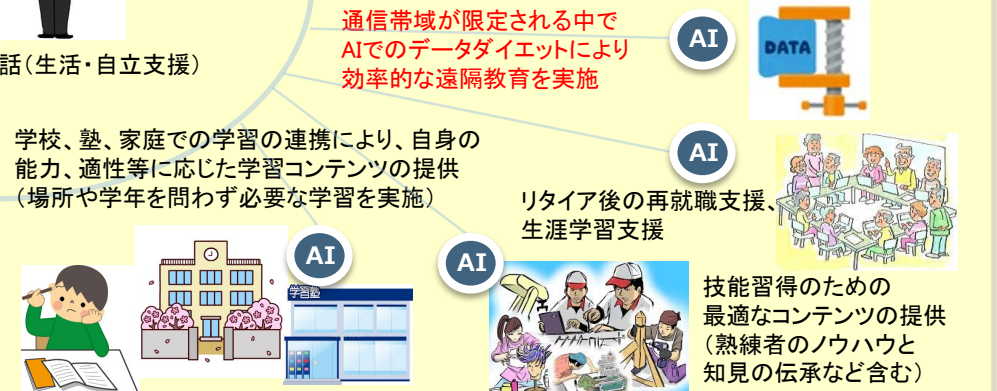 通信帯域が限定される中で
AIでのデータダイエットにより
効率的な遠隔教育を実施
AI
DATA
話（生活・自立支援）
学校、塾、家庭での学習の連携により、自身の
能力、適性等に応じた学習コンテンツの提供
（場所や学年を問わず必要な学習を実施）
AI
リタイア後の再就職支援、
生涯学習支援
AI
学習塾
AI
技能習得のための
最適なコンテンツの提供
（熟練者のノウハウと
知見の伝承など含む）